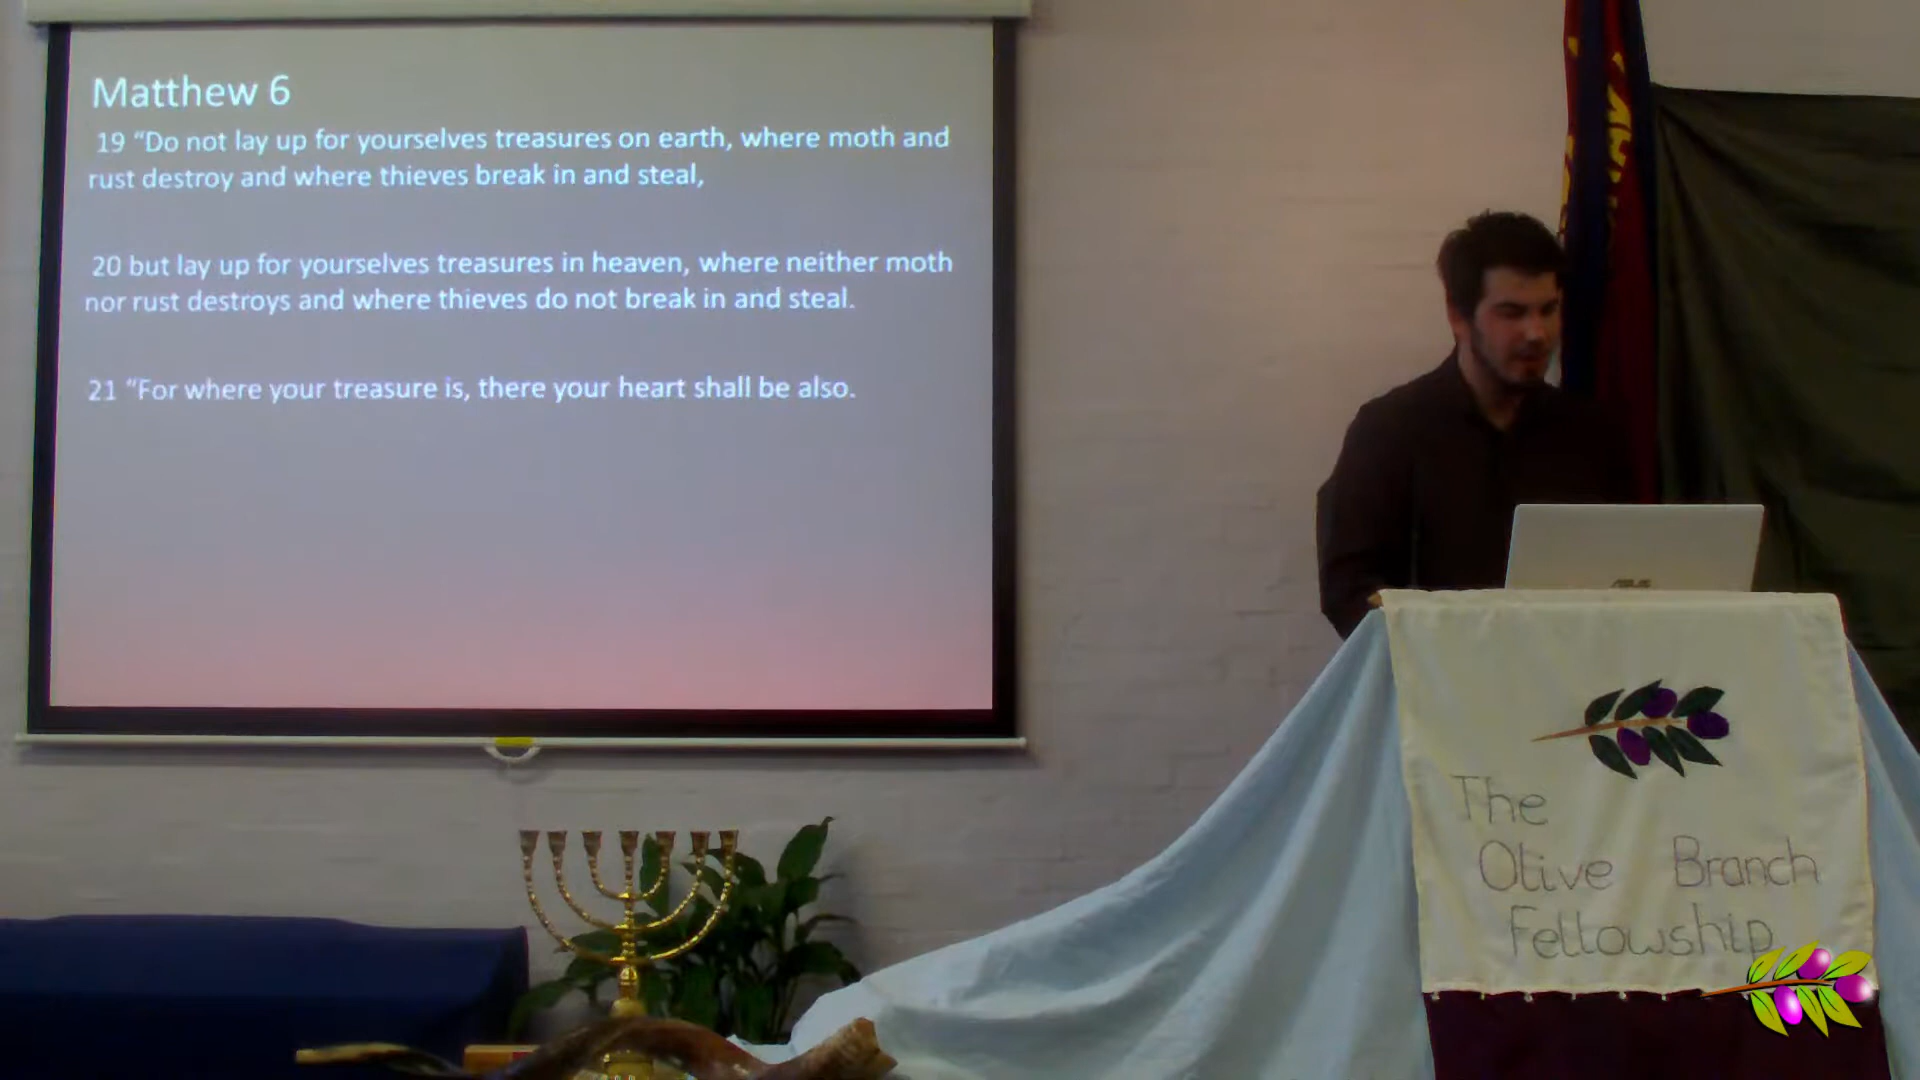 Matthew 6
19 “Do not lay up for yourselves treasures on earth, where moth and
rust destroy and where thieves break in and steal,
20 but lay up for yourselves treasures in heaven, where neither moth
nor rust destroys and where thieves do not break in and steal.
21 “For where your treasure is, there your heart shall be also.
ASUS
The
Olive Branch
Fellowship